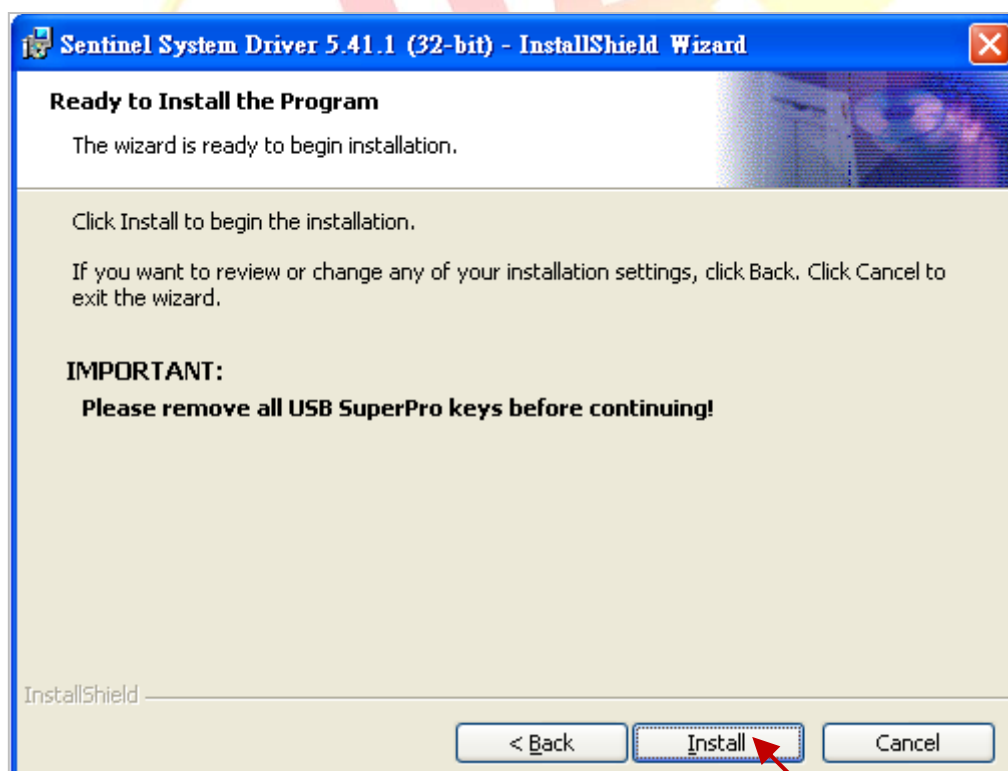 Sentinel System Driver 5.41.1 (32-bit) - InstallShield Wizard
Ready to Install the Program
The wizard is ready to begin installation.
Click Install to begin the installation.
If you want to review or change any of your installation settings, click Back. Click Cancel to
exit the wizard.
IMPORTANT:
Please remove all USB SuperPro keys before continuing!
InstallShield
< Back
Install
Cancel